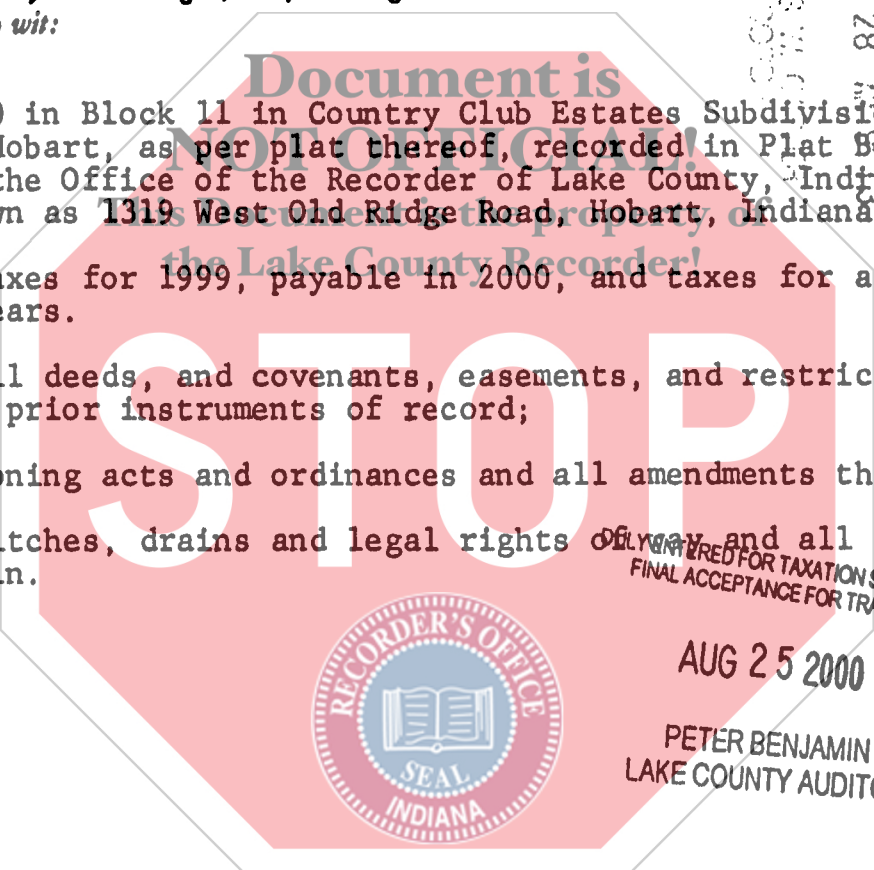 wit:
Document is
) in Block 11 in Country Club Estates Subdivisi
NOT OFFICIAL!
Hobart, as per plat thereof, recorded in Plat B
the Office of the Recorder of Lake County, Indi
This Document is the property of
wn as 1319 West Old Ridge Road, Hobart, Indiana
the Lake County Recorder!
axes for 1999, payable in 2000, and taxes for a
ears.
ll deeds, and covenants, easements, and restric
prior instruments of record;
STOP
oning acts and ordinances and all amendments th
itches, drains and legal rights of way and all
in.
DULY ENTERED FOR TAXATION S
FINAL ACCEPTANCE FOR TRA
AUG 25 2000
PETER BENJAMIN
LAKE COUNTY AUDITO
RECORDER'S OFFICE
SEAL
INDIANA
28